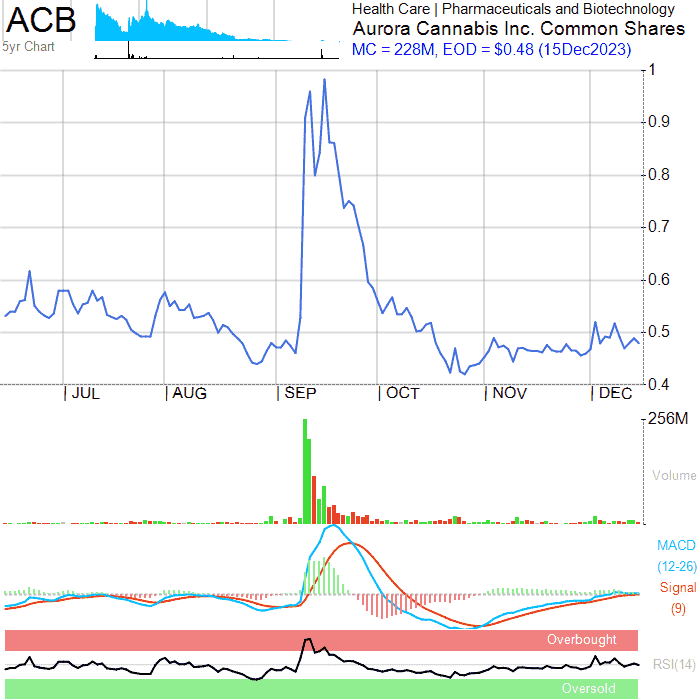 ACB
5yr Chart
Health Care | Pharmaceuticals and Biotechnology
Aurora Cannabis Inc. Common Shares
MC = 228M, EOD = $0.48 (15Dec2023)
1
0.9
0.8
0.7
0.6
0.5
0.4
| JUL | AUG | SEP | OCT | NOV | DEC
256M
Volume
MACD
(12-26)
Signal
(9)
Overbought
RSI(14)
Oversold